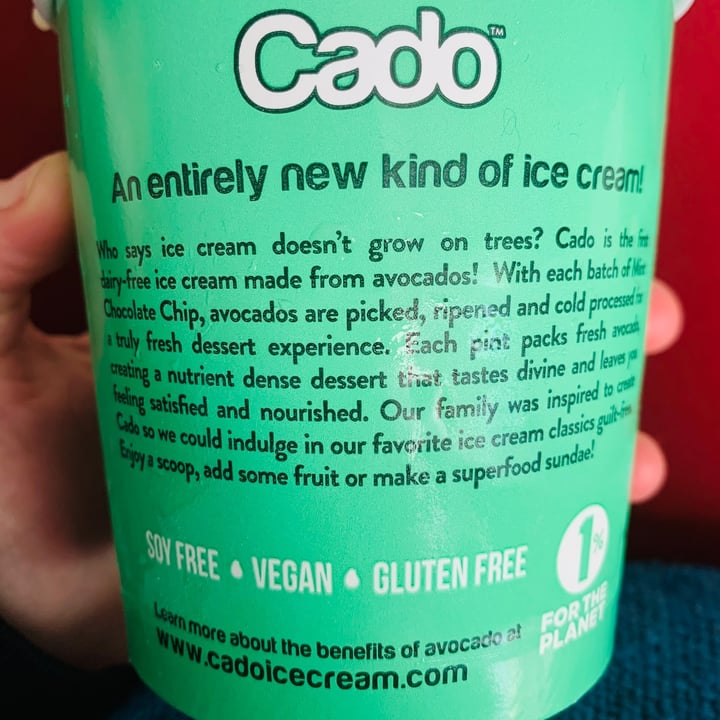 Cado™
An entirely new kind of ice cream!
Who says ice cream doesn't grow on trees? Cado is the first
dairy-free ice cream made from avocados! With each batch of Mint
Chocolate Chip, avocados are picked, ripened and cold processed for
a truly fresh dessert experience. Each pint packs fresh avocado,
creating a nutrient dense dessert that tastes divine and leaves you
feeling satisfied and nourished. Our family was inspired to create
Cado so we could indulge in our favorite ice cream classics guilt-free.
Enjoy a scoop, add some fruit or make a superfood sundae!
SOY FREE • VEGAN • GLUTEN FREE
1%
FOR THE
PLANET
Learn more about the benefits of avocado at
www.cadoicecream.com